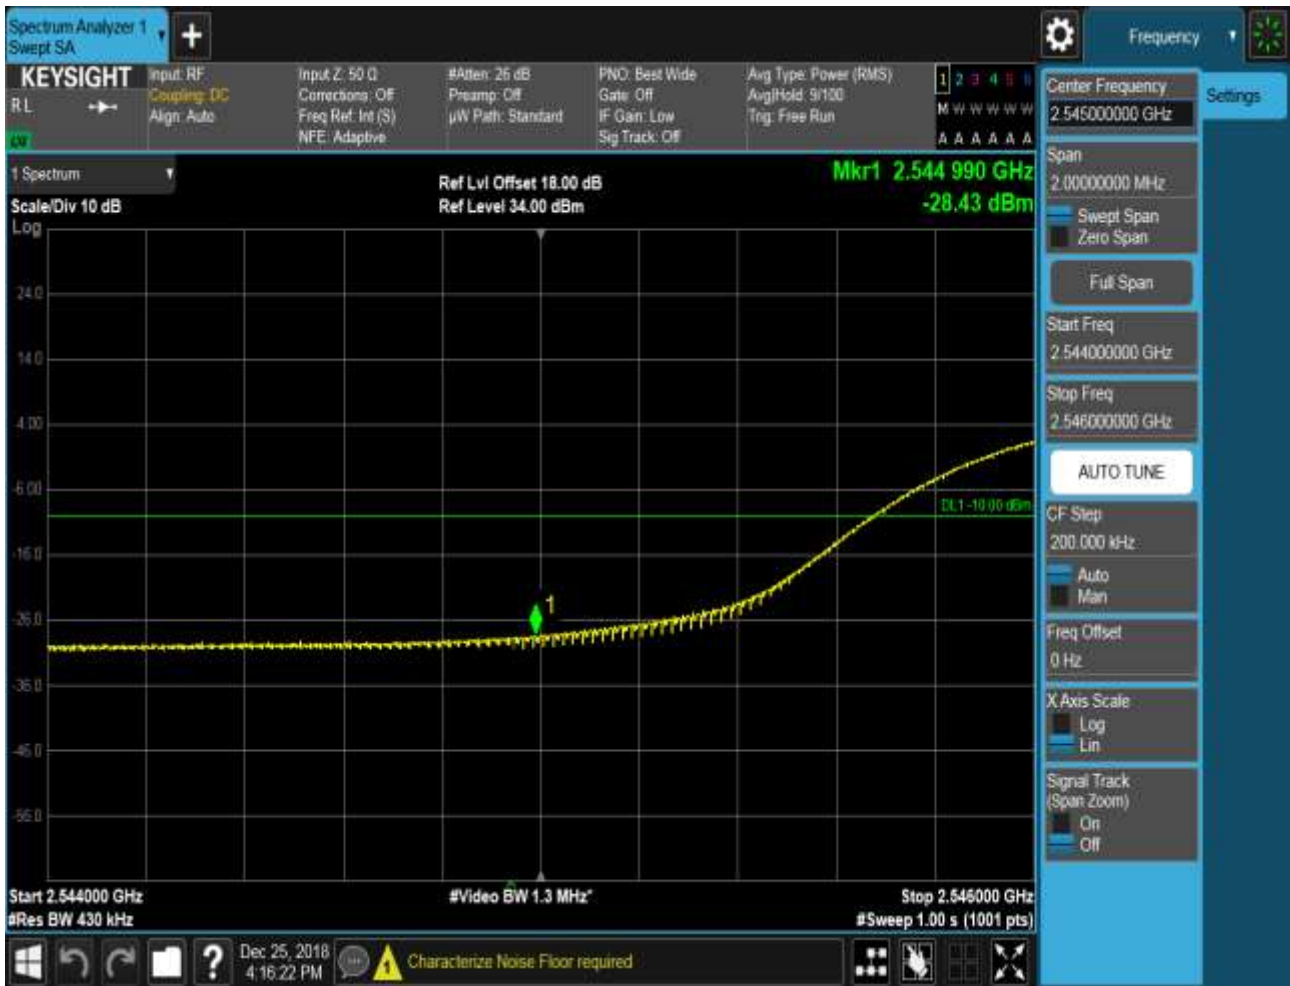 Spectrum Analyzer 1
Swept SA
+
Frequency
KEYSIGHT
RL
LXI
Input: RF
Coupling: DC
Align: Auto
Input Z: 50 Ω
Corrections: Off
Freq Ref: Int (S)
NFE: Adaptive
#Atten: 26 dB
Preamp: Off
µW Path: Standard
PNO: Best Wide
Gate: Off
IF Gain: Low
Sig Track: Off
Avg Type: Power (RMS)
Avg|Hold: 9/100
Trig: Free Run
1 2 3 4 5 6
M W W W W W
A A A A A A
1 Spectrum
Scale/Div 10 dB
Log
Ref Lvl Offset 18.00 dB
Ref Level 34.00 dBm
Mkr1 2.544 990 GHz
-28.43 dBm
24.0
14.0
4.00
-6.00
-16.0
-26.0
-36.0
-46.0
-56.0
DL1 -10.00 dBm
1
Start 2.544000 GHz
#Res BW 430 kHz
#Video BW 1.3 MHz*
Stop 2.546000 GHz
#Sweep 1.00 s (1001 pts)
Center Frequency
2.545000000 GHz
Settings
Span
2.00000000 MHz
Swept Span
Zero Span
Full Span
Start Freq
2.544000000 GHz
Stop Freq
2.546000000 GHz
AUTO TUNE
CF Step
200.000 kHz
Auto
Man
Freq Offset
0 Hz
X Axis Scale
Log
Lin
Signal Track
(Span Zoom)
On
Off
?
Dec 25, 2018
4:16:22 PM
1
Characterize Noise Floor required